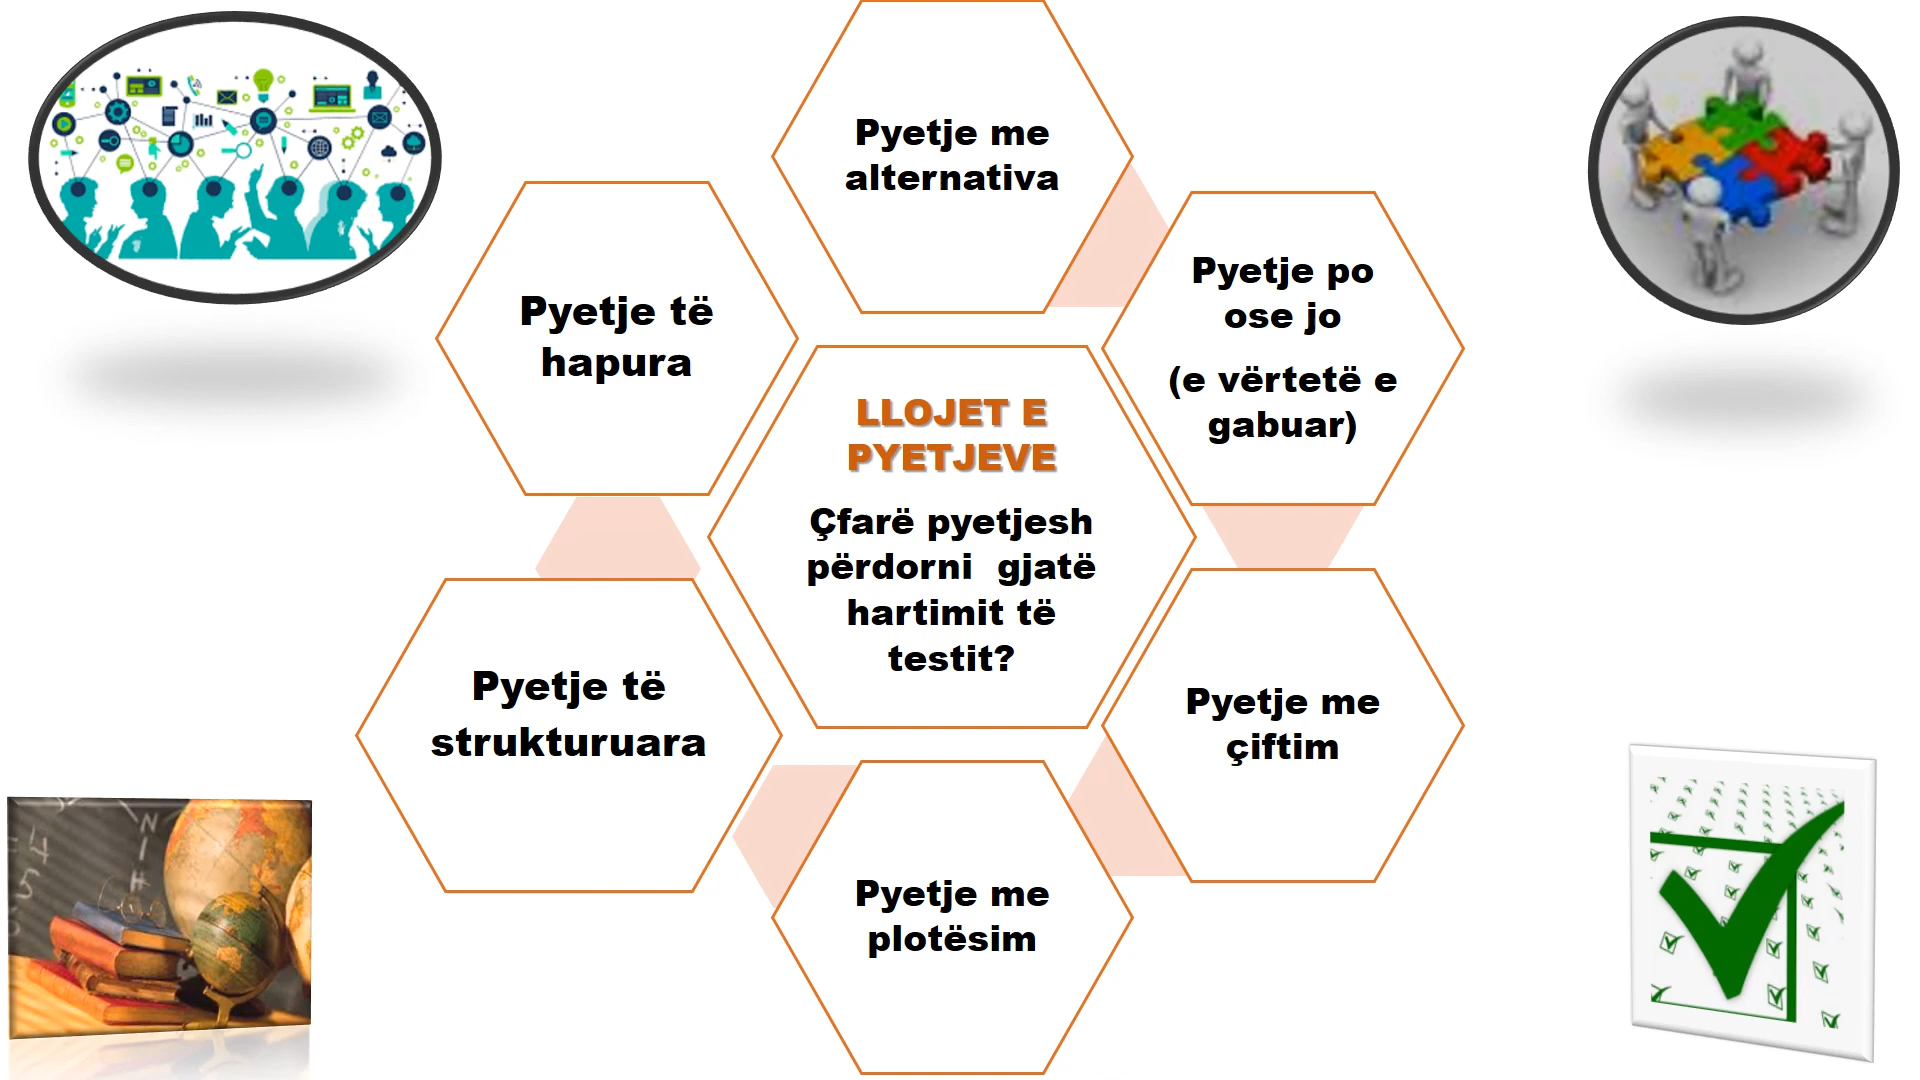 Pyetje me
alternativa
Pyetje po
ose jo
(e vërtetë e
gabuar)
Pyetje të
hapura
LLOJET E
PYETJEVE
Çfarë pyetjesh
përdorni  gjatë
hartimit të
testit?
Pyetje të
strukturuara
Pyetje me
çiftim
Pyetje me
plotësim